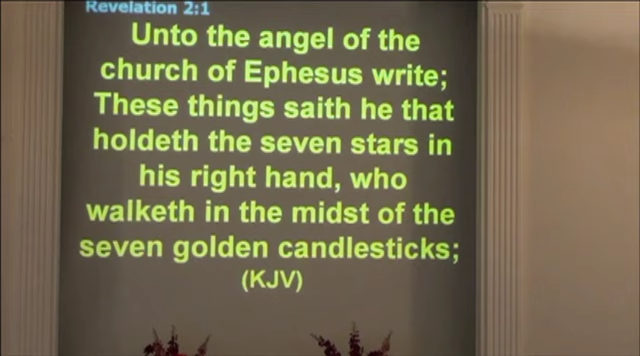 Revelation 2:1
Unto the angel of the
church of Ephesus write;
These things saith he that
holdeth the seven stars in
his right hand, who
walketh in the midst of the
seven golden candlesticks;
(KJV)